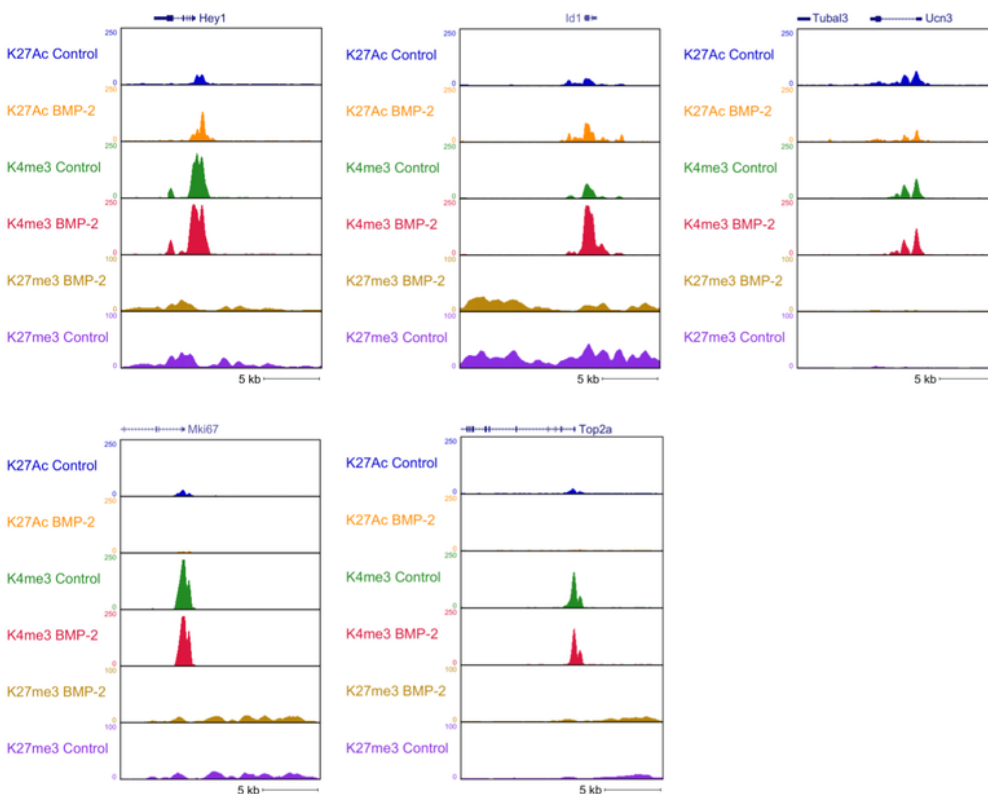 Hey1
250
K27Ac Control
0
250
K27Ac BMP-2
0
250
K4me3 Control
0
250
K4me3 BMP-2
0
100
K27me3 BMP-2
0
100
K27me3 Control
0
5 kb
Id1
250
K27Ac Control
0
250
K27Ac BMP-2
0
250
K4me3 Control
0
250
K4me3 BMP-2
0
100
K27me3 BMP-2
0
100
K27me3 Control
0
5 kb
Tubal3 Ucn3
250
K27Ac Control
0
250
K27Ac BMP-2
0
250
K4me3 Control
0
250
K4me3 BMP-2
0
100
K27me3 BMP-2
0
100
K27me3 Control
0
5 kb
Mki67
250
K27Ac Control
0
250
K27Ac BMP-2
0
250
K4me3 Control
0
250
K4me3 BMP-2
0
100
K27me3 BMP-2
0
100
K27me3 Control
0
5 kb
Top2a
250
K27Ac Control
0
250
K27Ac BMP-2
0
250
K4me3 Control
0
250
K4me3 BMP-2
0
100
K27me3 BMP-2
0
100
K27me3 Control
0
5 kb